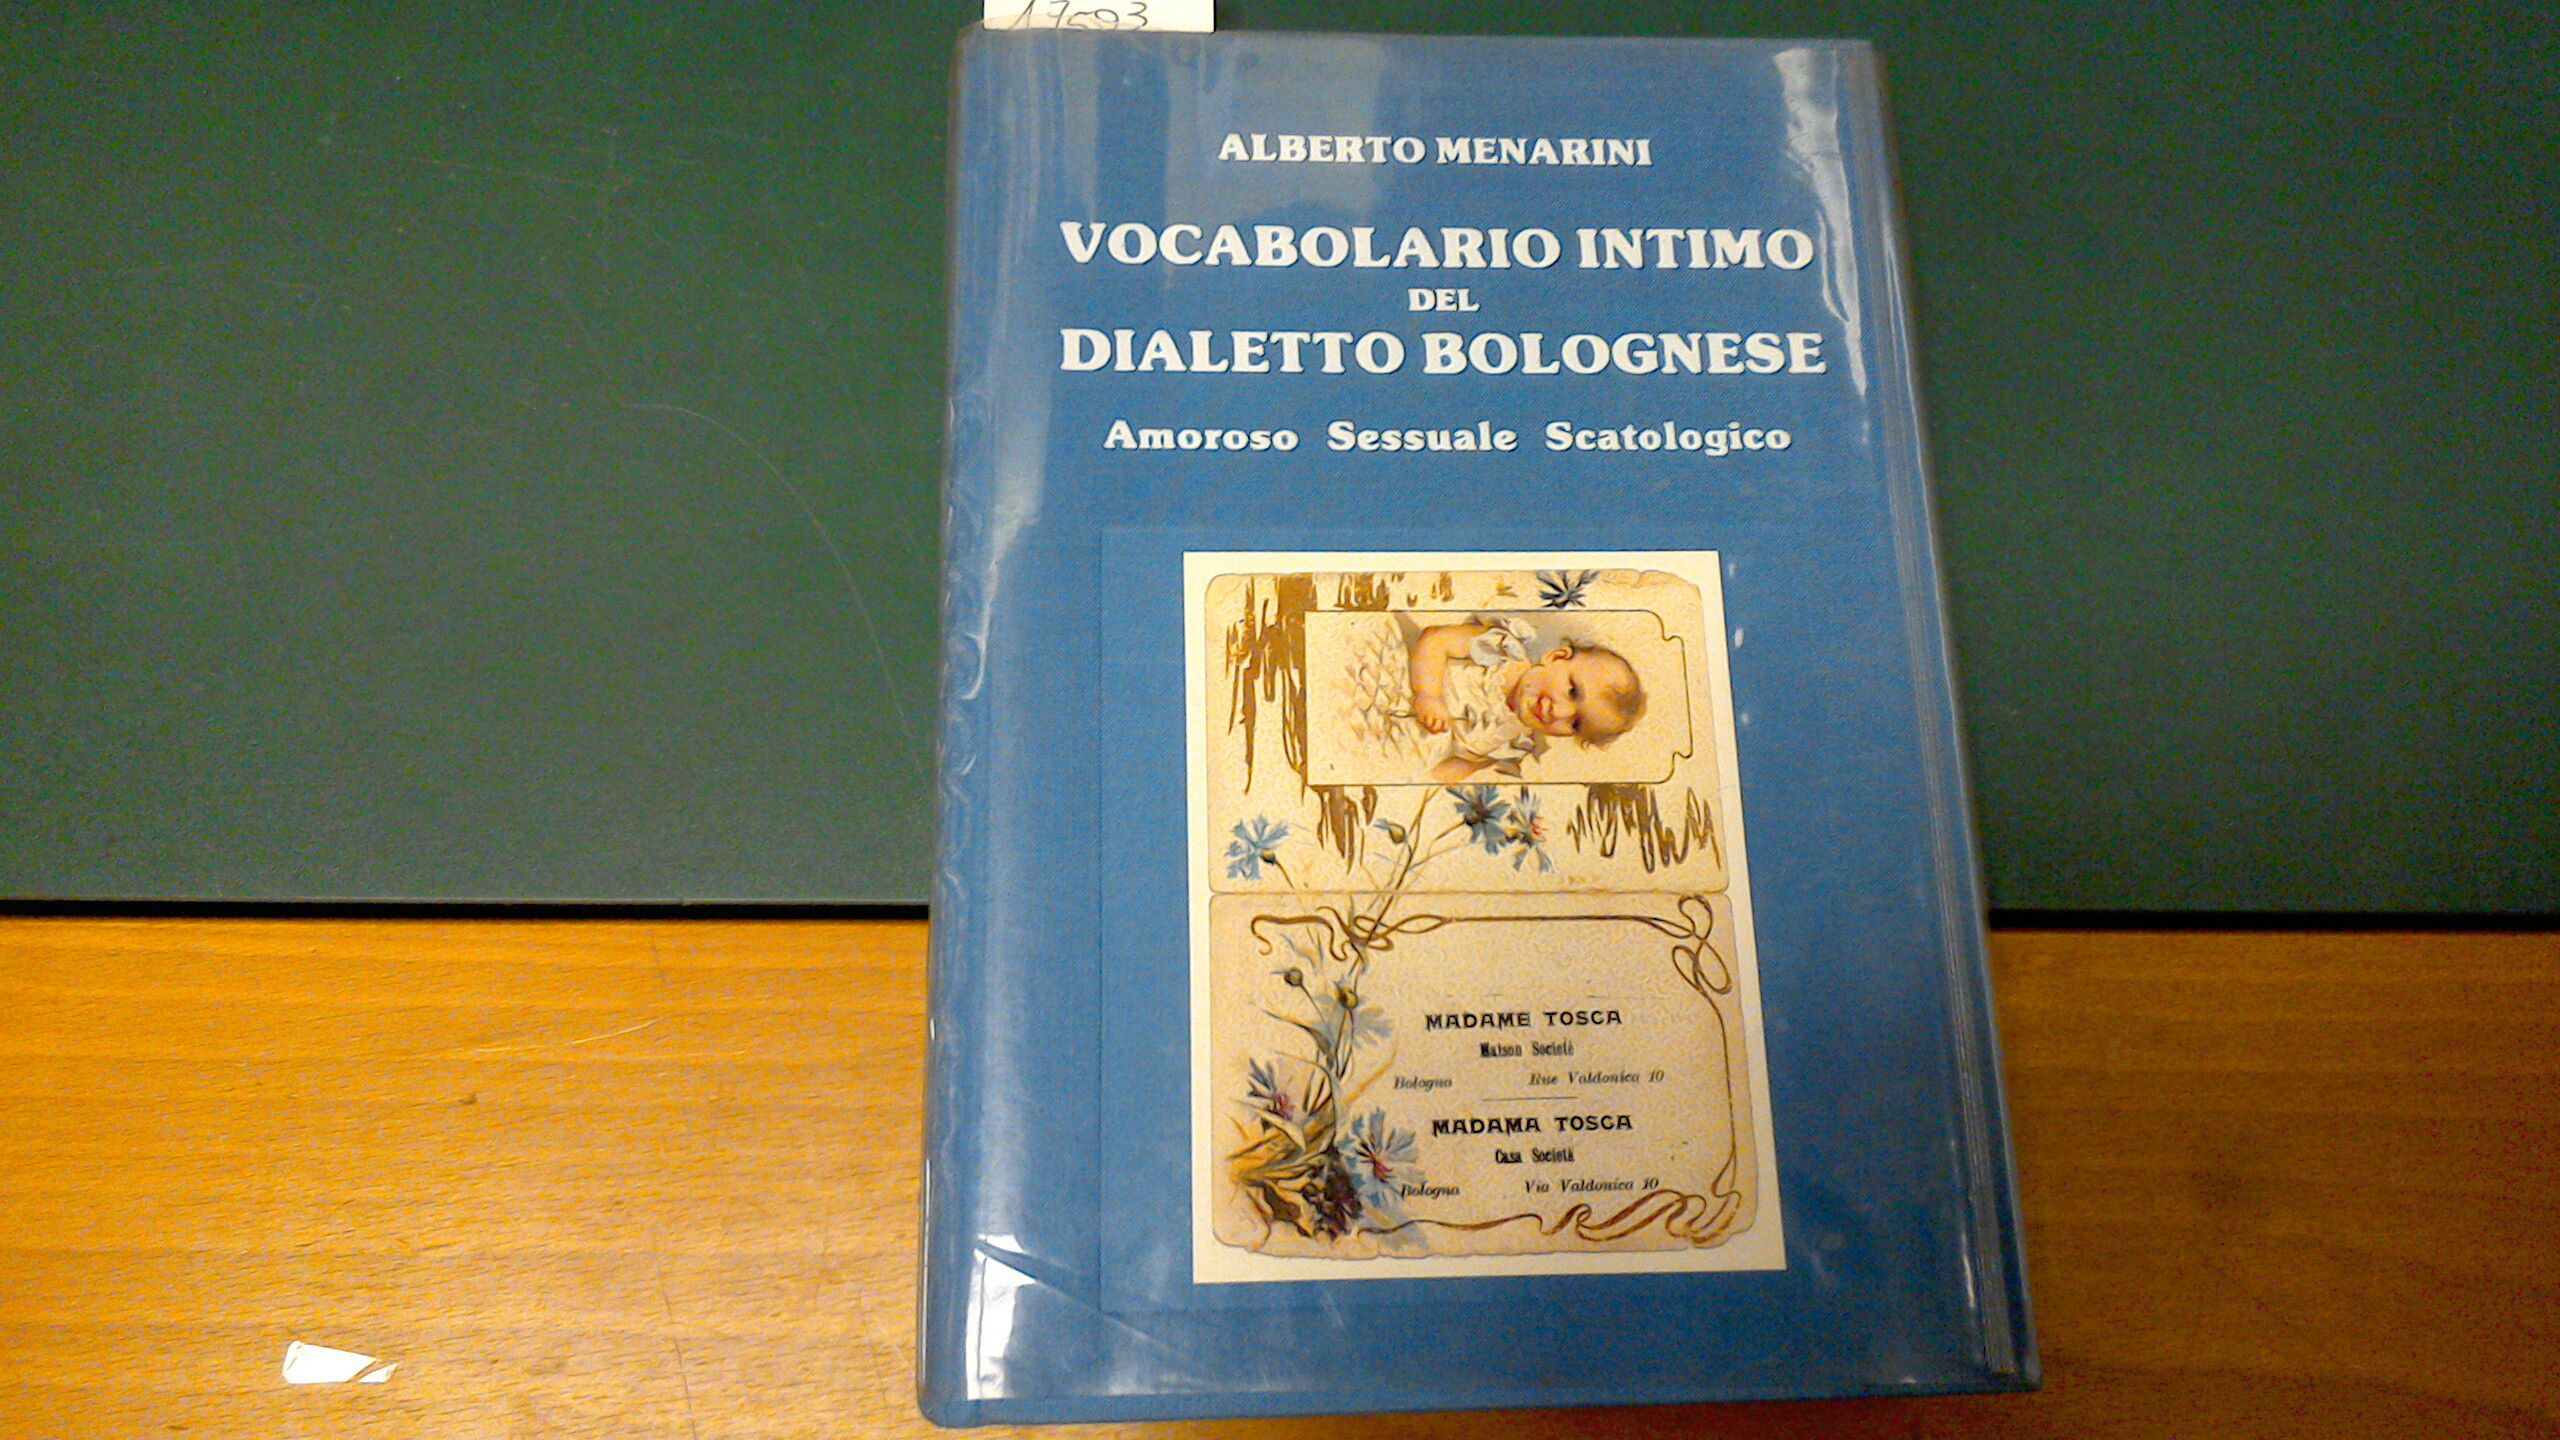 17593
ALBERTO MENARINI
VOCABOLARIO INTIMO
DEL
DIALETTO BOLOGNESE
Amoroso Sessuale Scatologico
MADAME TOSCA
Maison Societè
Bologna Rue Valdonica 10
MADAMA TOSCA
Casa Società
Bologna Via Valdonica 10